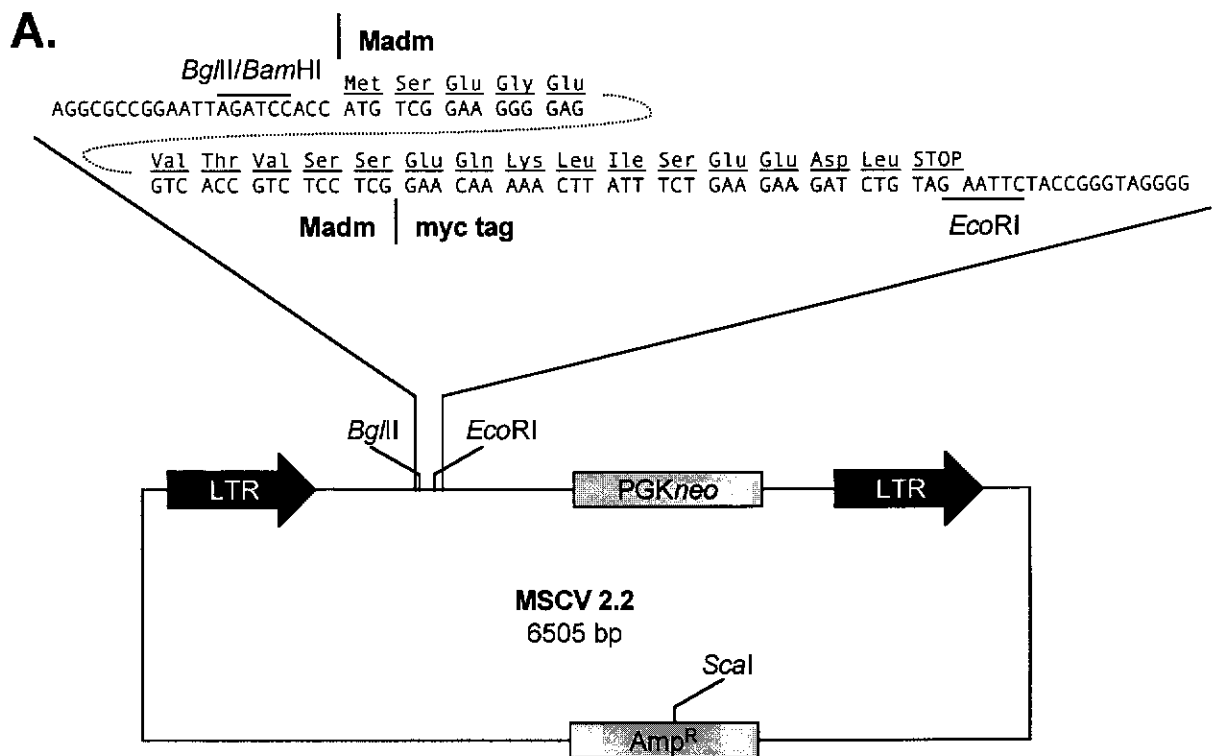 A.
Madm
BglII/BamHI
Met Ser Glu Gly Glu
AGGCGCCGGAATTAGATCCACC ATG TCG GAA GGG GAG
Val Thr Val Ser Ser Glu Gln Lys Leu Ile Ser Glu Glu Asp Leu STOP
GTC ACC GTC TCC TCG GAA CAA AAA CTT ATT TCT GAA GAA GAT CTG TAG AATTCTACCGGGTAGGGG
Madm myc tag
EcoRI
BglII EcoRI
LTR PGKneo LTR
MSCV 2.2
6505 bp
ScaI
AmpR